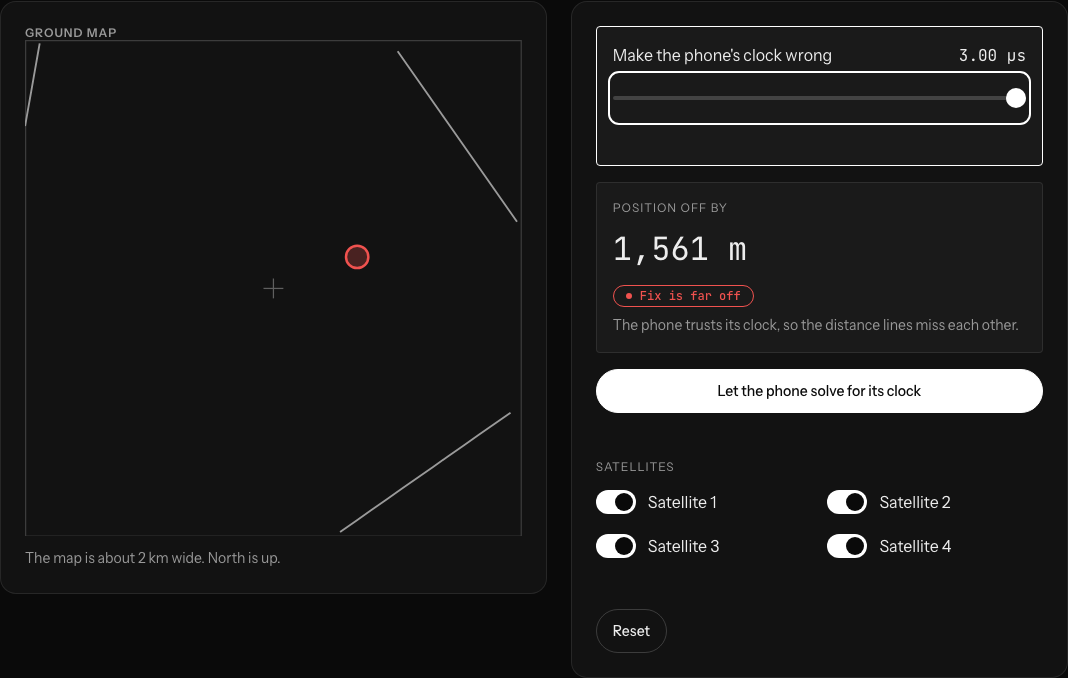 GROUND MAP
The map is about 2 km wide. North is up.
Make the phone's clock wrong 3.00 µs
POSITION OFF BY
1,561 m
Fix is far off
The phone trusts its clock, so the distance lines miss each other.
Let the phone solve for its clock
SATELLITES
Satellite 1 Satellite 2
Satellite 3 Satellite 4
Reset